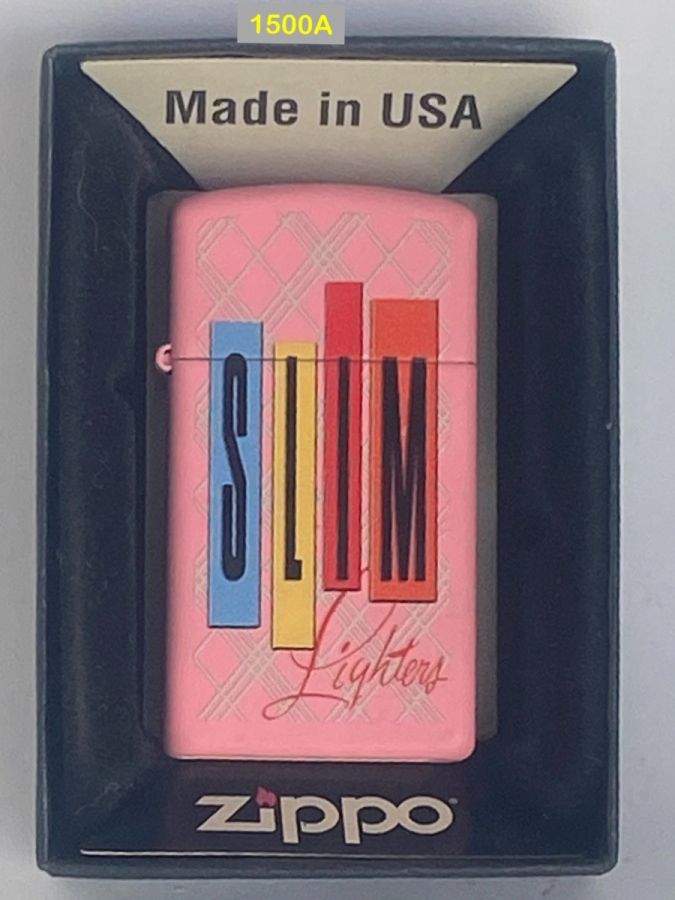 1500A
Made in USA
SLIM
Lighters
zippo